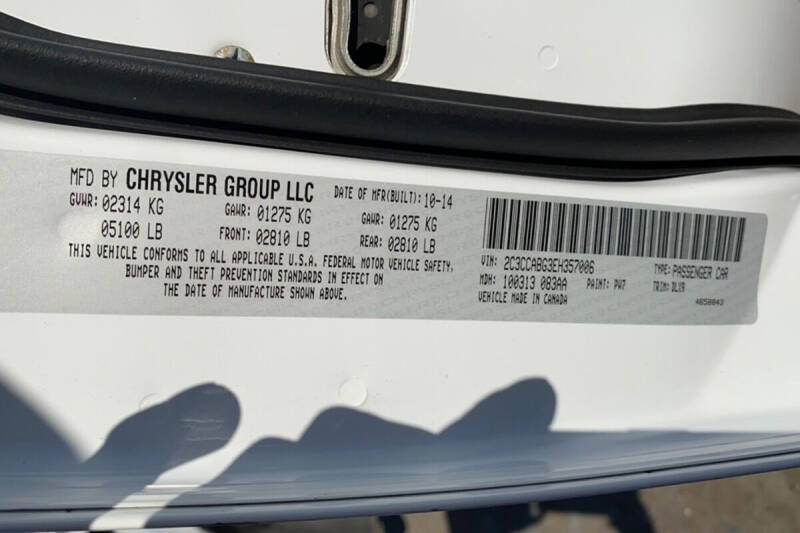 MFD BY CHRYSLER GROUP LLC DATE OF MFR(BUILT): 10-14
GVWR: 02314 KG GAWR: 01275 KG GAWR: 01275 KG
05100 LB FRONT: 02810 LB REAR: 02810 LB
THIS VEHICLE CONFORMS TO ALL APPLICABLE U.S.A. FEDERAL MOTOR VEHICLE SAFETY,
BUMPER AND THEFT PREVENTION STANDARDS IN EFFECT ON
THE DATE OF MANUFACTURE SHOWN ABOVE.
VIN: 2C3CCABG3EH357006 TYPE: PASSENGER CAR
MDH: 100313 083AA PAINT: PW7 TRIM: DLX9
VEHICLE MADE IN CANADA 4658843